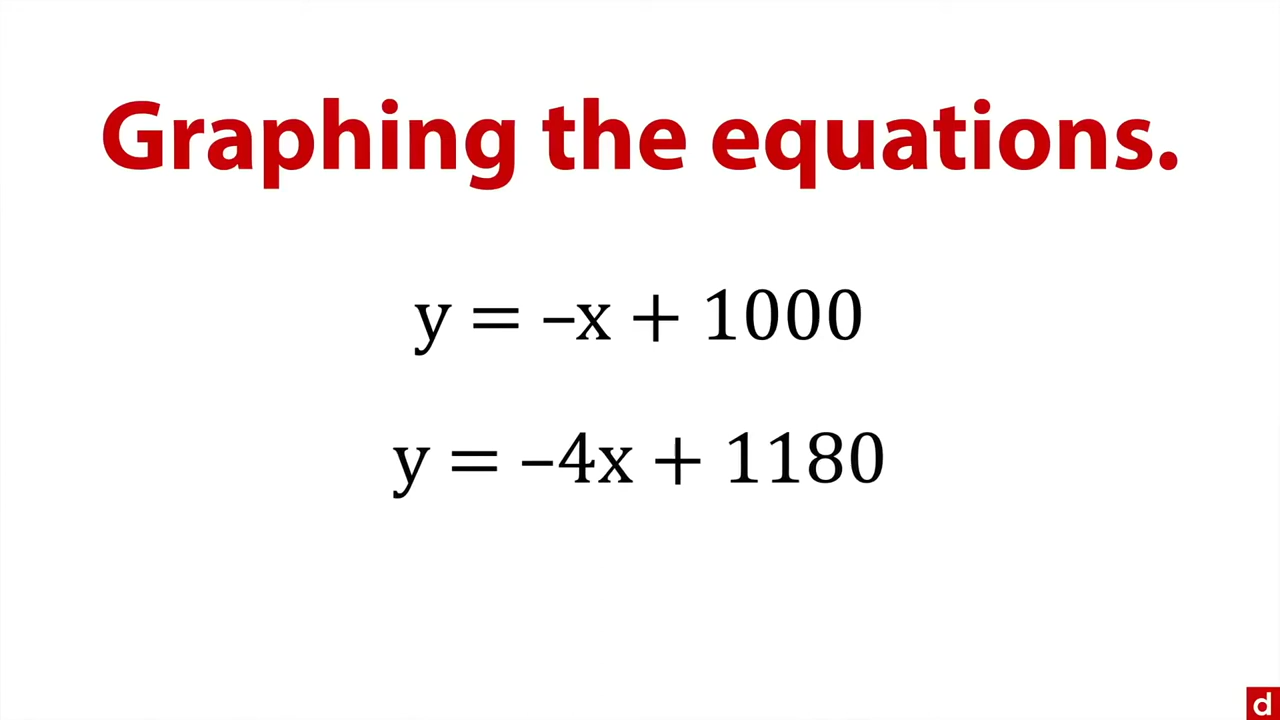 Graphing the equations.
y = –x + 1000
y = –4x + 1180
d